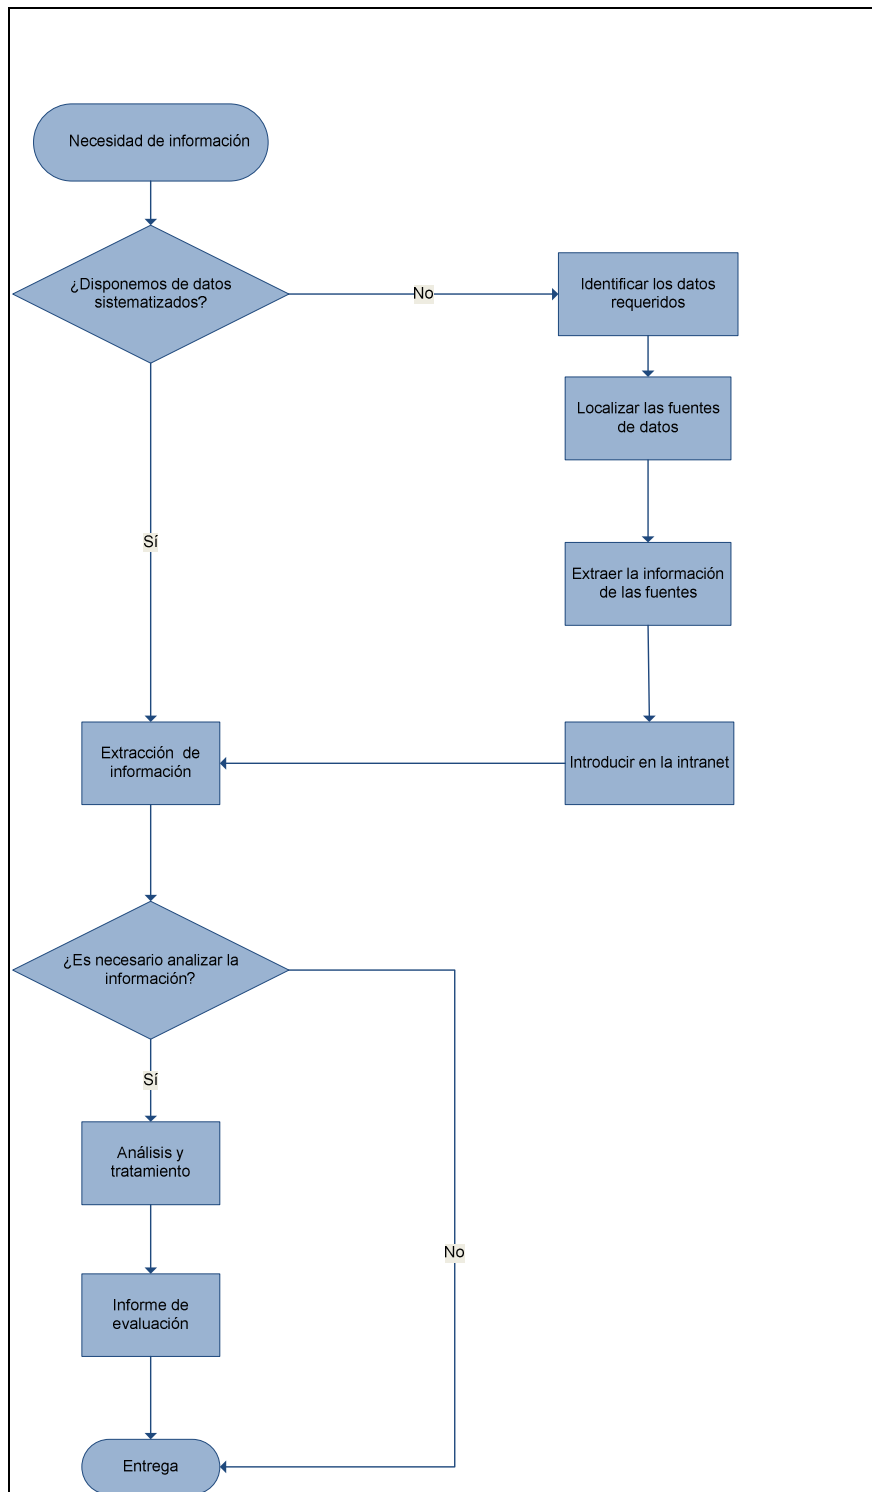 Necesidad de información
¿Disponemos de datos
sistematizados?
No
Identificar los datos
requeridos
Localizar las fuentes
de datos
Sí
Extraer la información
de las fuentes
Extracción de
información
Introducir en la intranet
¿Es necesario analizar la
información?
Sí
Análisis y
tratamiento
No
Informe de
evaluación
Entrega